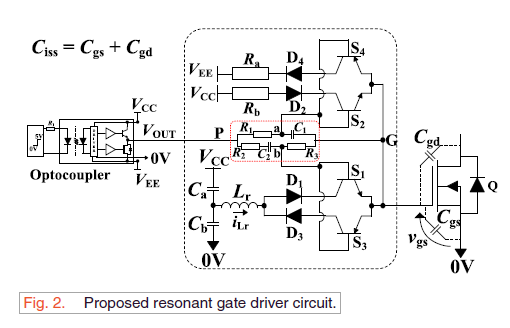 Ciss = Cgs + Cgd
S4
Ra D4
VEE
VCC
Rb D2
S2
VCC
R1
VOUT P R1 a C1
G Cgd
0V
R2 C2 b R3
VCC
Optocoupler
VEE
Ca Lr D1 S1
Q
Cgs
Cb iLr
vgs
D3 S3
0V
0V
Fig. 2. Proposed resonant gate driver circuit.